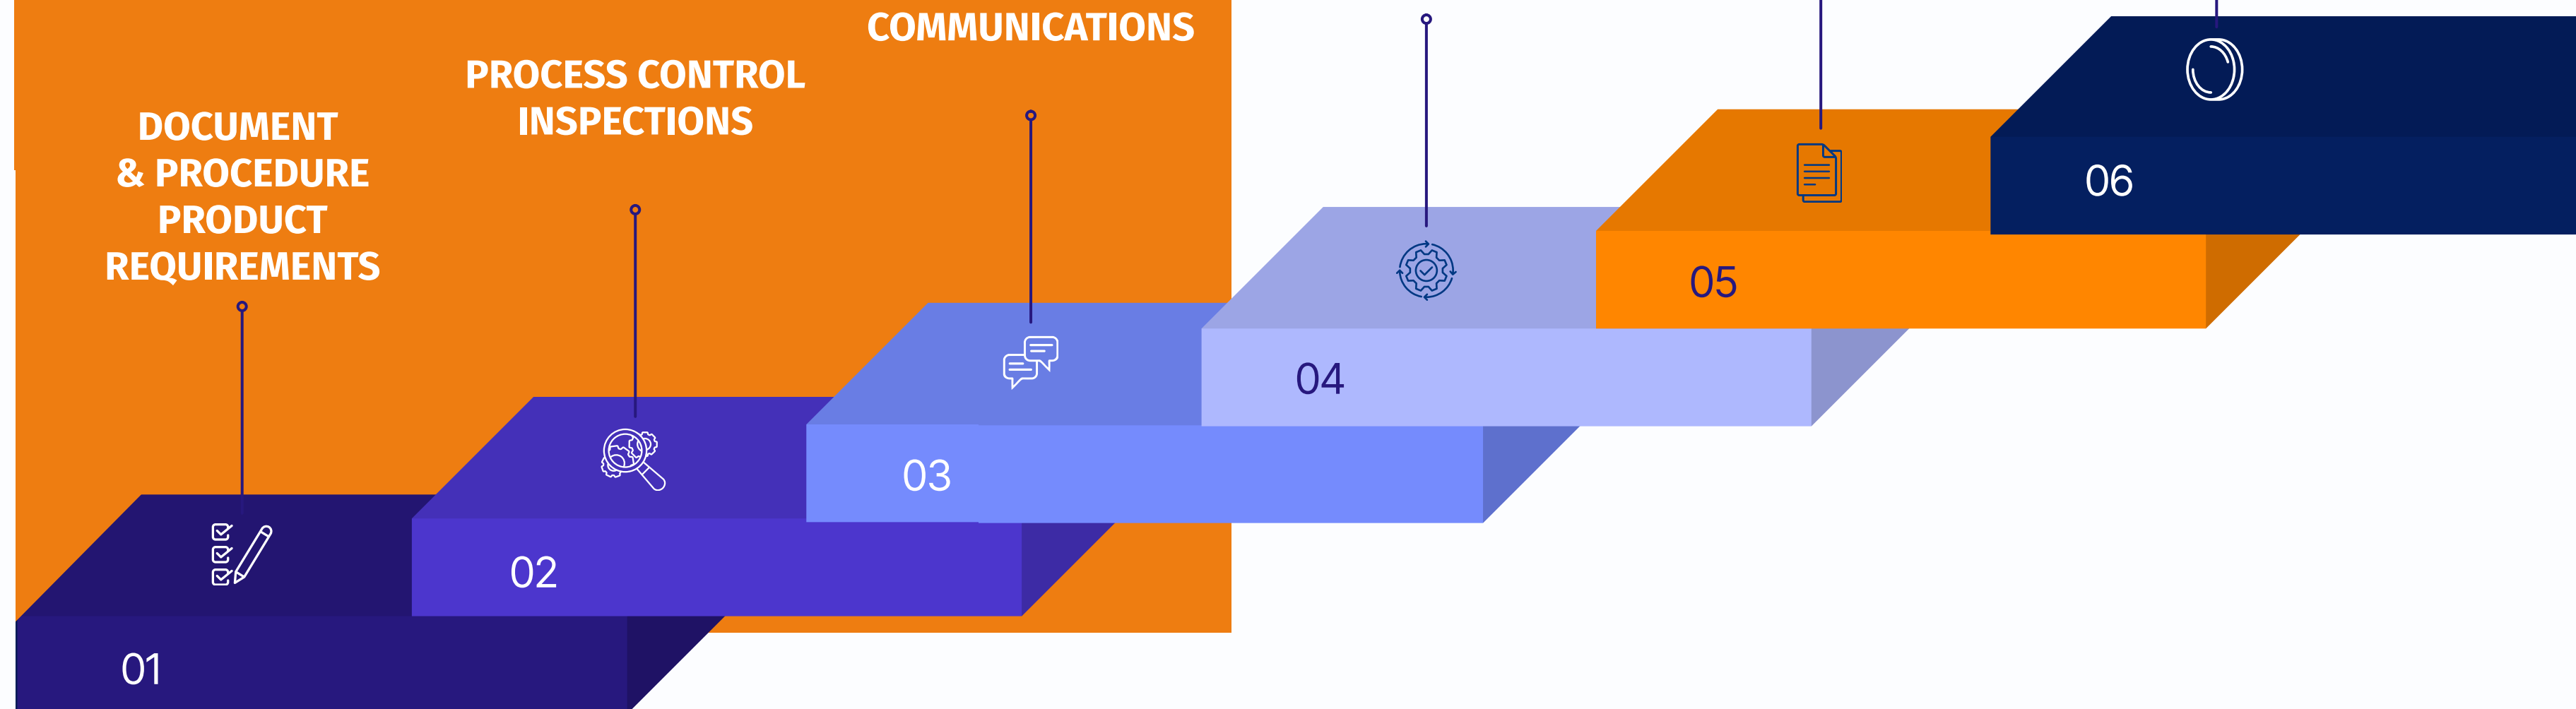 COMMUNICATIONS
PROCESS CONTROL
INSPECTIONS
DOCUMENT
& PROCEDURE
PRODUCT
REQUIREMENTS
06
05
04
03
02
01